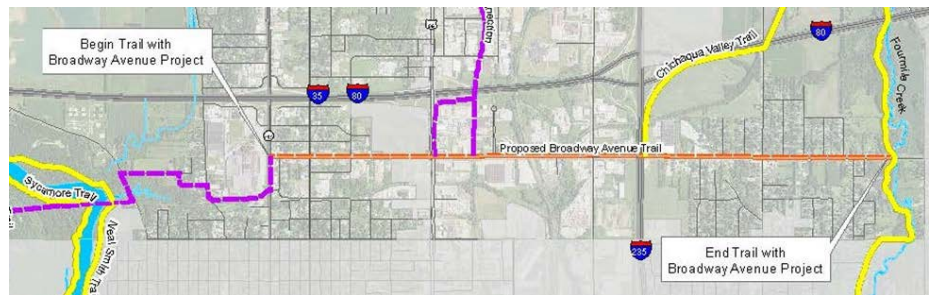 Begin Trail with
Broadway Avenue Project
nection
80
Chichaqua Valley Trail
Fourmile Creek
35
80
Proposed Broadway Avenue Trail
Sycamore Trail
Neal Smith Tra
235
End Trail with
Broadway Avenue Project